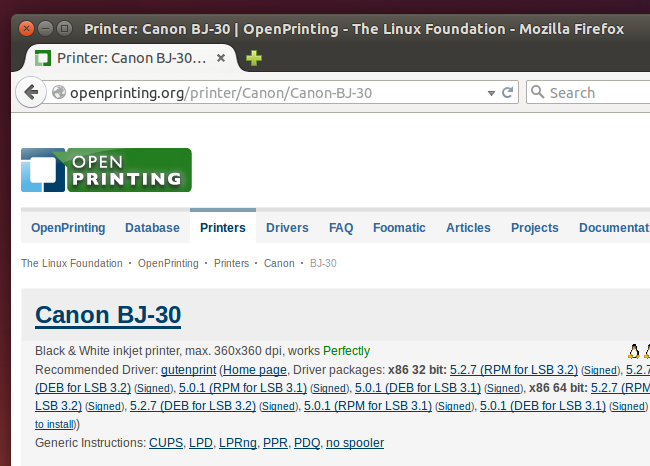 Printer: Canon BJ-30 | OpenPrinting - The Linux Foundation - Mozilla Firefox
Printer: Canon BJ-30...
openprinting.org/printer/Canon/Canon-BJ-30 Search
OPEN
PRINTING
OpenPrinting Database Printers Drivers FAQ Foomatic Articles Projects Documentat
The Linux Foundation · OpenPrinting · Printers · Canon · BJ-30
Canon BJ-30
Black & White inkjet printer, max. 360x360 dpi, works Perfectly
Recommended Driver: gutenprint (Home page, Driver packages: x86 32 bit: 5.2.7 (RPM for LSB 3.2) (Signed), 5.2.7
(DEB for LSB 3.2) (Signed), 5.0.1 (RPM for LSB 3.1) (Signed), 5.0.1 (DEB for LSB 3.1) (Signed), x86 64 bit: 5.2.7 (RPM
LSB 3.2) (Signed), 5.2.7 (DEB for LSB 3.2) (Signed), 5.0.1 (RPM for LSB 3.1) (Signed), 5.0.1 (DEB for LSB 3.1) (Signed)
to install))
Generic Instructions: CUPS, LPD, LPRng, PPR, PDQ, no spooler